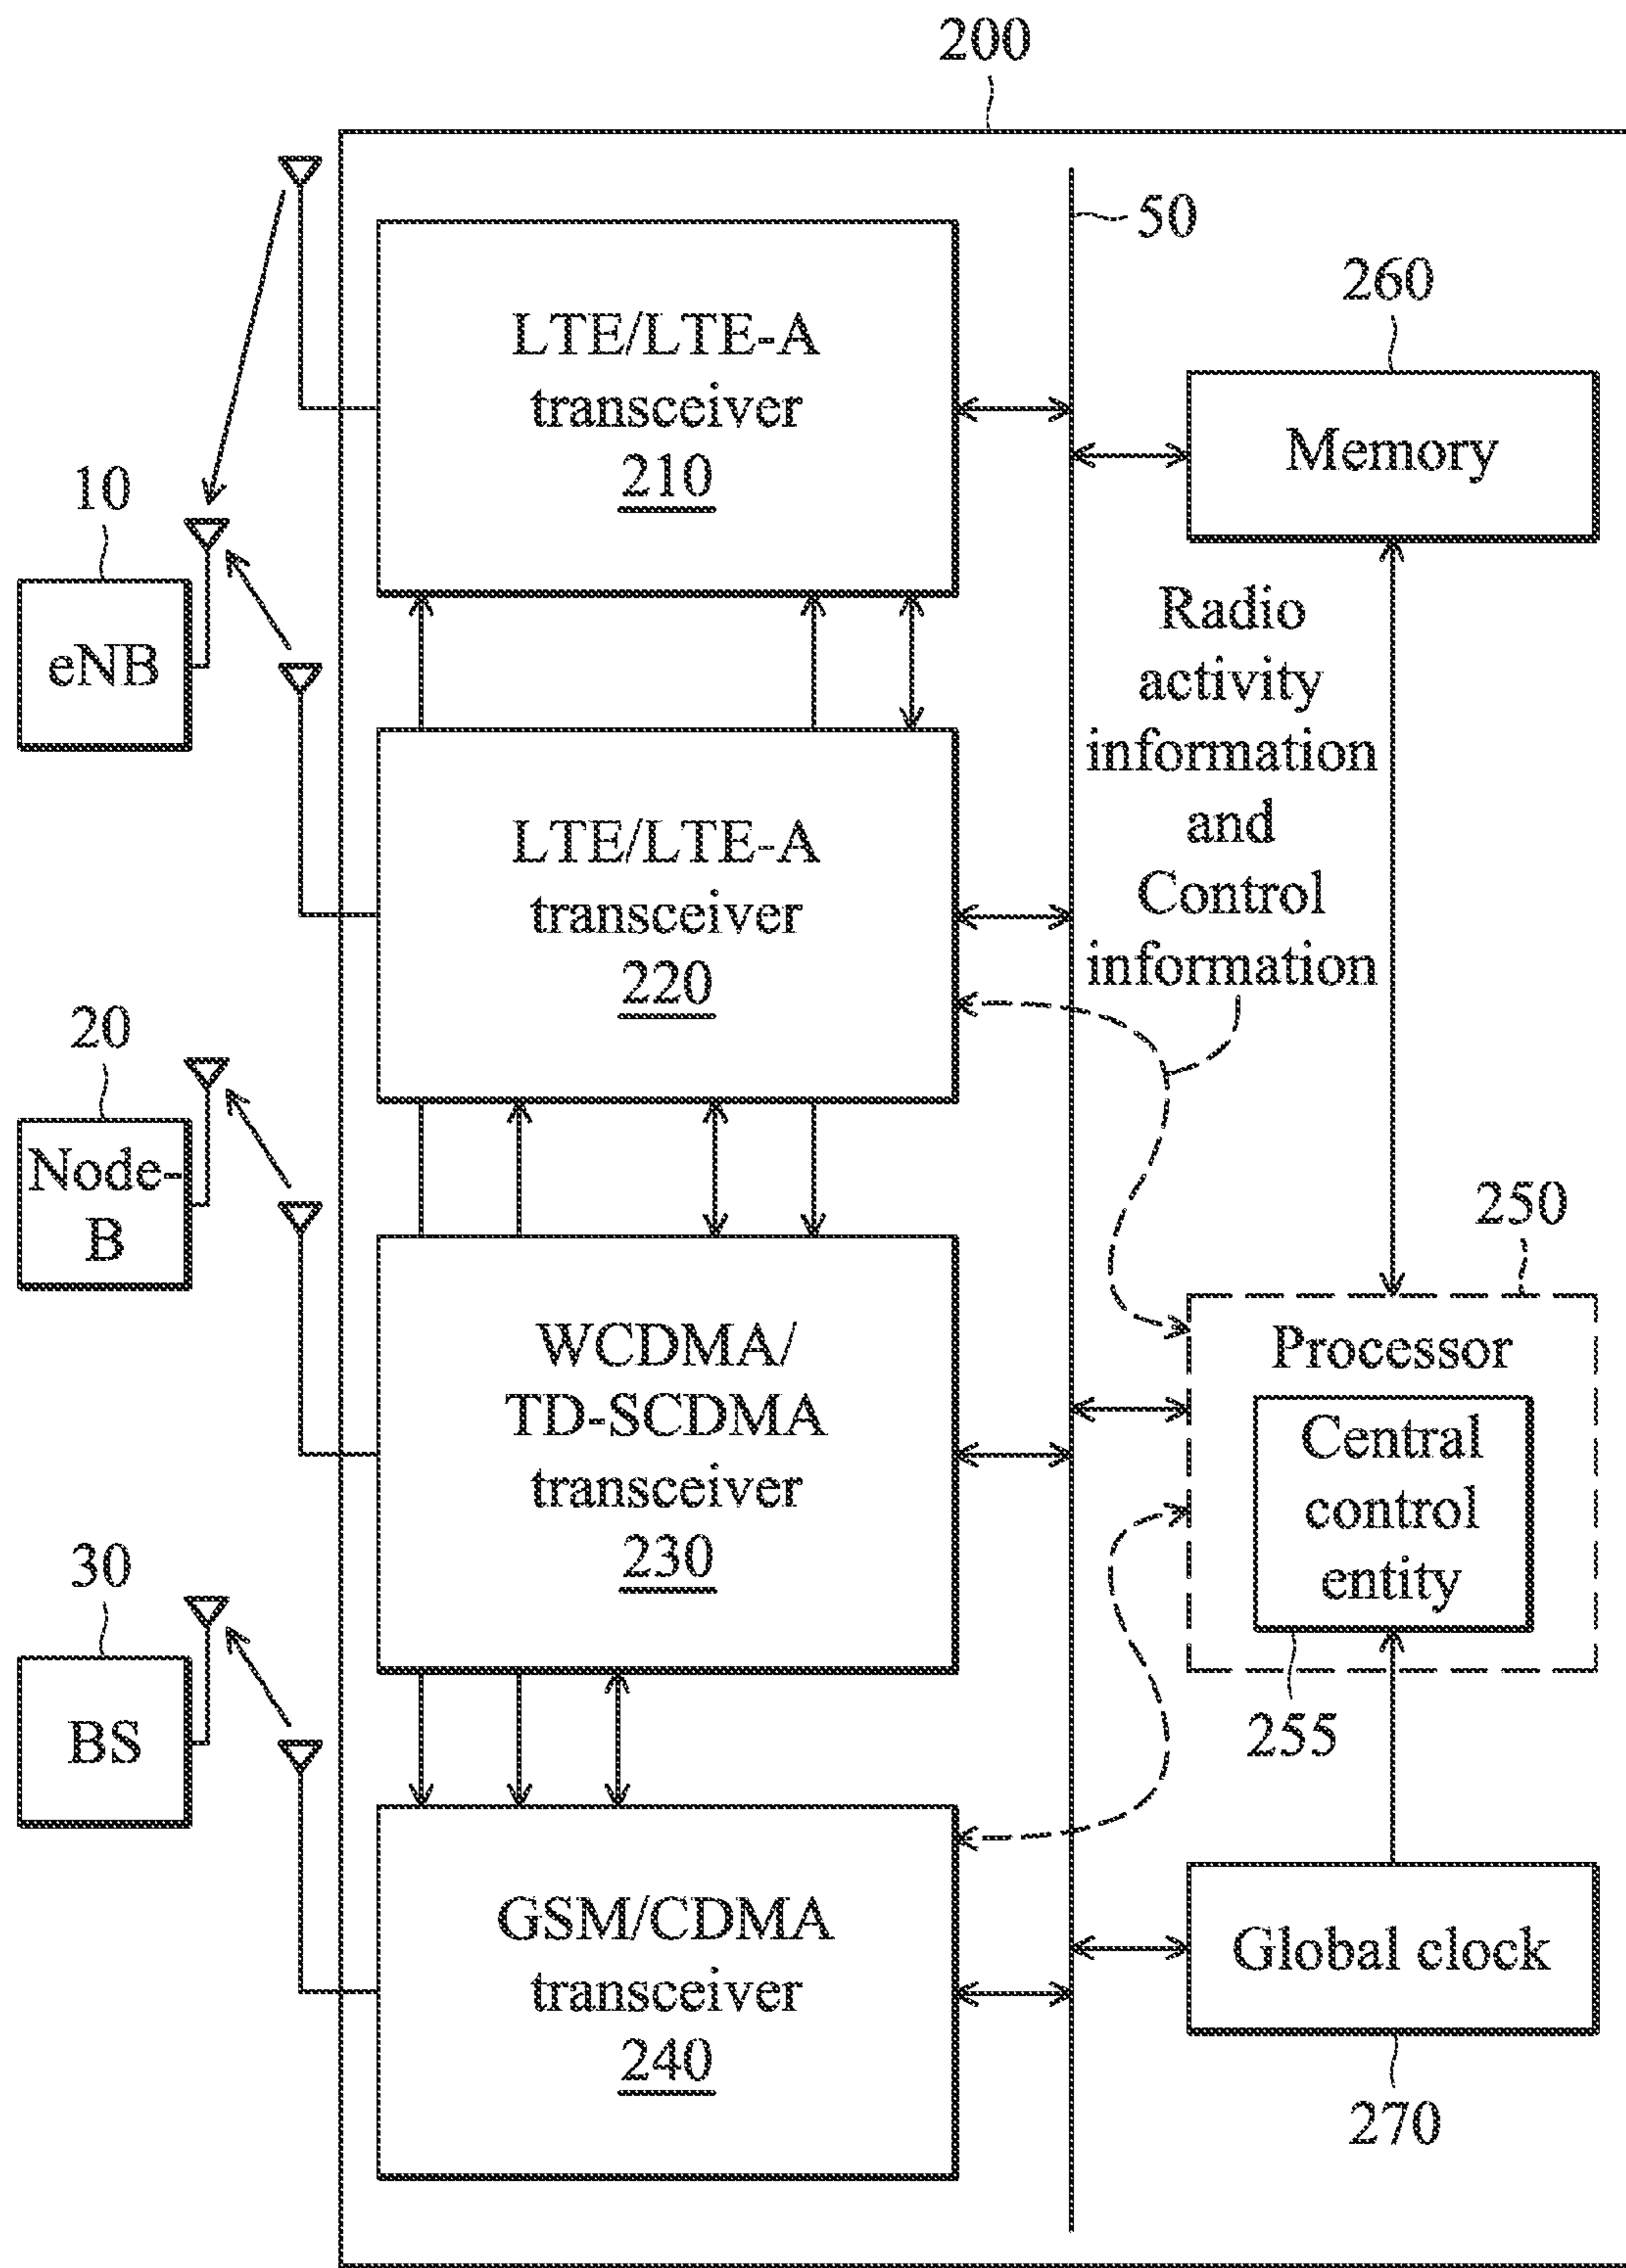 200
50
LTE/LTE-A
transceiver
210
260
Memory
10
eNB
Radio
activity
information
and
Control
information
LTE/LTE-A
transceiver
220
20
Node-
B
250
Processor
Central
control
entity
255
WCDMA/
TD-SCDMA
transceiver
230
30
BS
GSM/CDMA
transceiver
240
Global clock
270